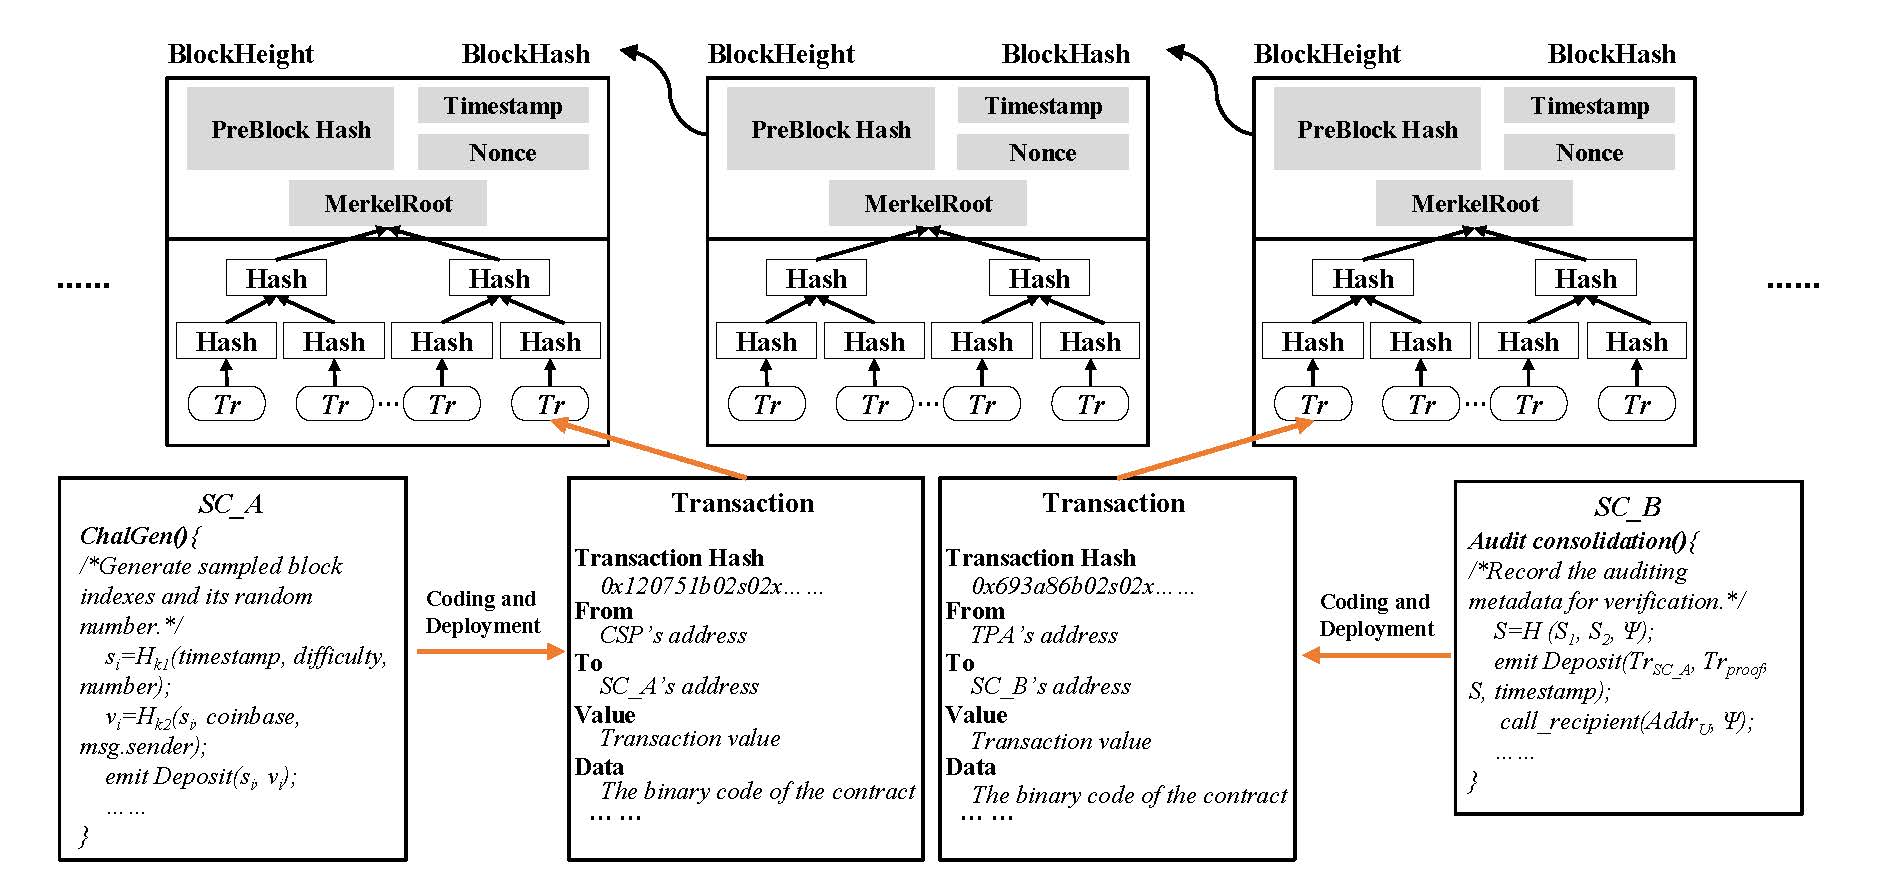 BlockHeight BlockHash BlockHeight BlockHash BlockHeight BlockHash
PreBlock Hash Timestamp Nonce MerkelRoot
PreBlock Hash Timestamp Nonce MerkelRoot
PreBlock Hash Timestamp Nonce MerkelRoot
...... Hash Hash Hash Hash Hash Hash ......
Hash Hash Hash Hash Hash Hash Hash Hash Hash Hash Hash Hash
Tr Tr ... Tr Tr Tr Tr ... Tr Tr Tr Tr ... Tr Tr
SC_A
ChalGen(){
/*Generate sampled block
indexes and its random
number.*/
s_i=H_{k1}(timestamp, difficulty,
number);
v_i=H_{k2}(s_i, coinbase,
msg.sender);
emit Deposit(s_i, v_i);
……
}
Coding and
Deployment
Transaction
Transaction Hash
0x120751b02s02x……
From
CSP's address
To
SC_A's address
Value
Transaction value
Data
The binary code of the contract
... ...
Transaction
Transaction Hash
0x693a86b02s02x……
From
TPA's address
To
SC_B's address
Value
Transaction value
Data
The binary code of the contract
... ...
Coding and
Deployment
SC_B
Audit consolidation(){
/*Record the auditing
metadata for verification.*/
S=H (S_1, S_2, Ψ);
emit Deposit(Tr_{SC_A}, Tr_{proof},
S, timestamp);
call_recipient(Addr_U, Ψ);
……
}